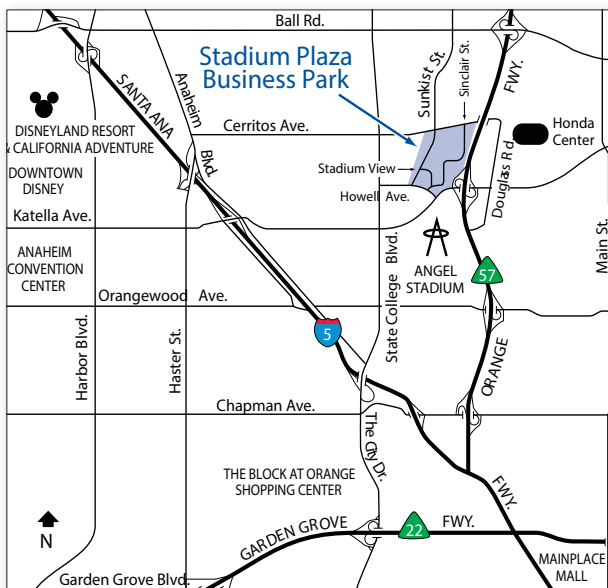 Ball Rd.
Stadium Plaza
Business Park
Sunkist St.
Sinclair St.
FWY.
SANTA ANA
Anaheim
Blvd.
Cerritos Ave.
Honda
Center
DISNEYLAND RESORT
& CALIFORNIA ADVENTURE
DOWNTOWN
DISNEY
Stadium View
Howell Ave.
Douglass Rd
Katella Ave.
Main St.
ANAHEIM
CONVENTION
CENTER
State College Blvd.
ANGEL
STADIUM
57
Orangewood Ave.
5
Harbor Blvd.
Haster St.
ORANGE
Chapman Ave.
The City Dr.
THE BLOCK AT ORANGE
SHOPPING CENTER
FWY.
N
GARDEN GROVE
22
FWY.
MAINPLACE
MALL
Garden Grove Blvd.